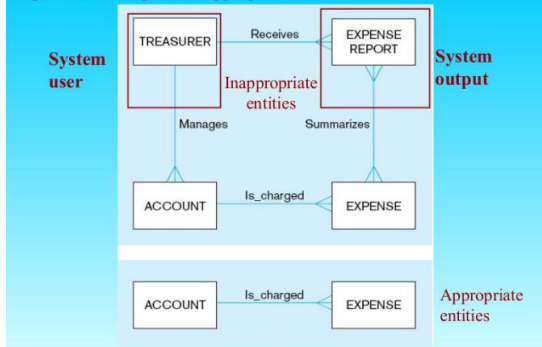 TREASURER
Receives
EXPENSE
REPORT
System
user
System
output
Inappropriate
entities
Manages
Summarizes
ACCOUNT
Is_charged
EXPENSE
ACCOUNT
Is_charged
EXPENSE
Appropriate
entities